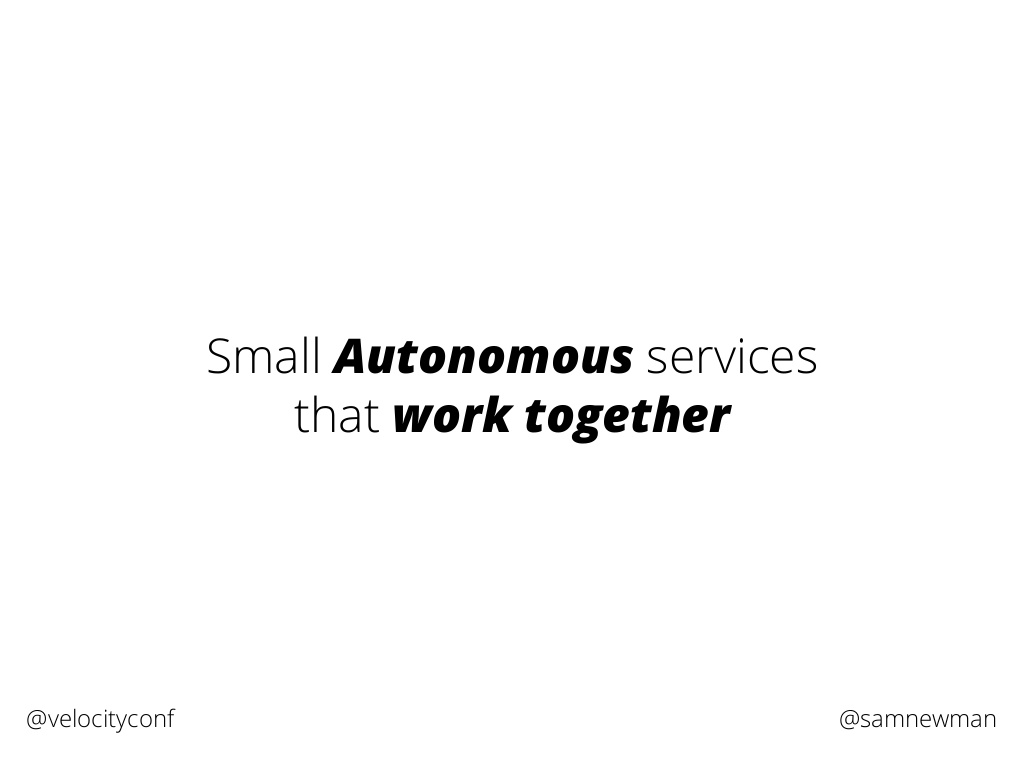 Small Autonomous services
that work together
@velocityconf
@samnewman